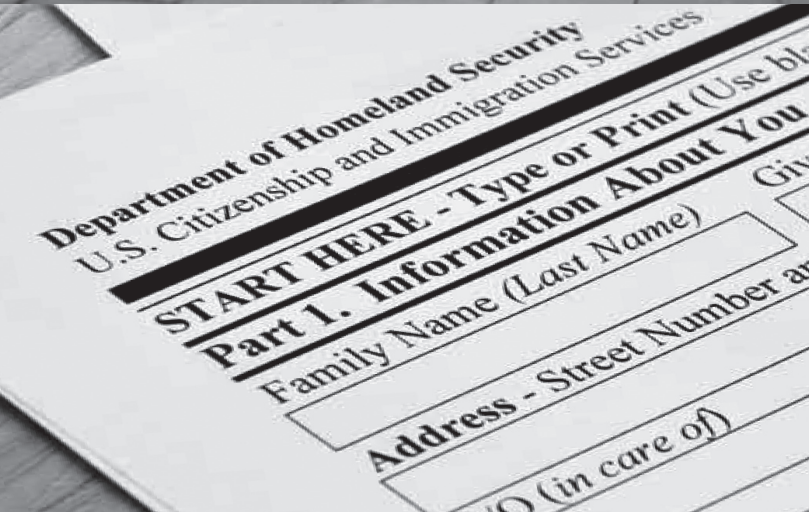 Department of Homeland Security
U.S. Citizenship and Immigration Services
START HERE - Type or Print (Use
Part 1. Information About You
Family Name (Last Name)
Address - Street Number
(in care of)